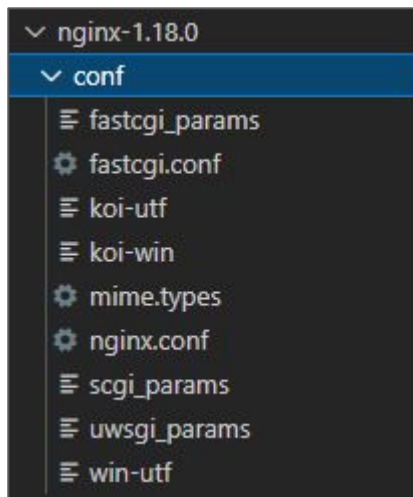 nginx-1.18.0
conf
fastcgi_params
fastcgi.conf
koi-utf
koi-win
mime.types
nginx.conf
scgi_params
uwsgi_params
win-utf